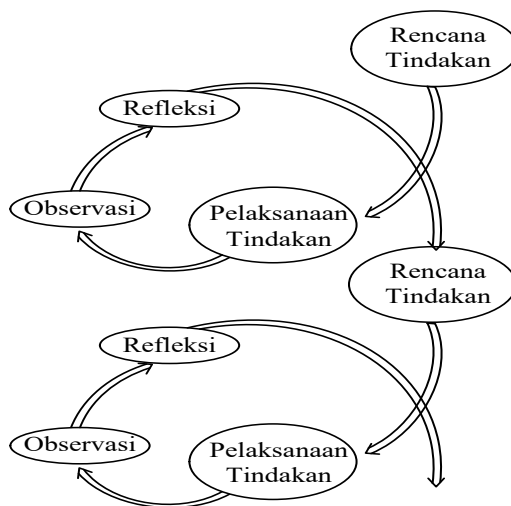 Rencana
Tindakan
Refleksi
Observasi
Pelaksanaan
Tindakan
Rencana
Tindakan
Refleksi
Observasi
Pelaksanaan
Tindakan